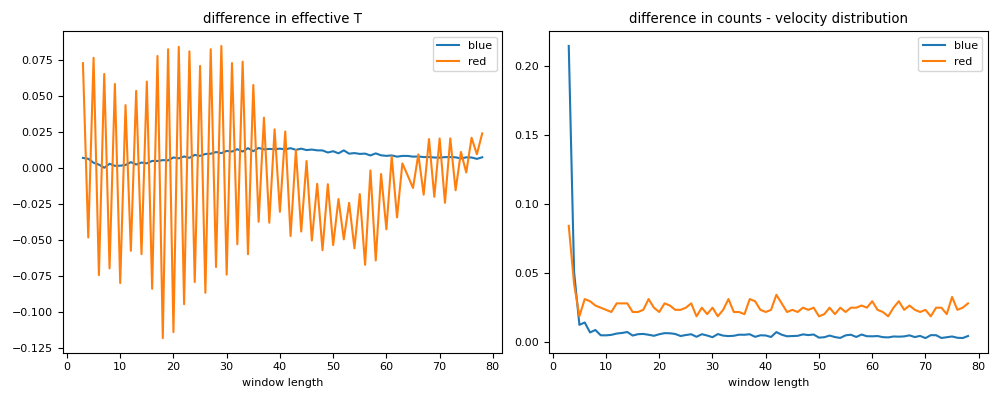 difference in effective T
0.075
0.050
0.025
0.000
−0.025
−0.050
−0.075
−0.100
−0.125
0 10 20 30 40 50 60 70 80
window length
blue
red
difference in counts - velocity distribution
0.20
0.15
0.10
0.05
0.00
0 10 20 30 40 50 60 70 80
window length
blue
red